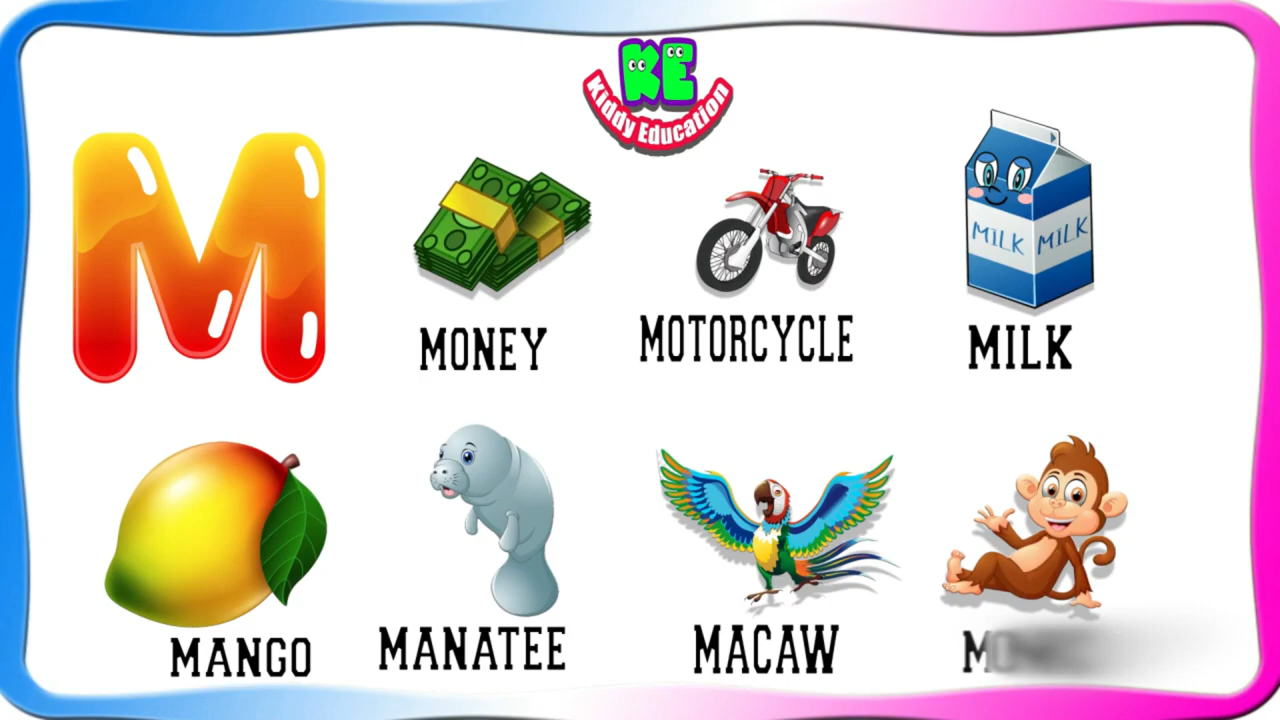 KE
Kiddy Education
M
MILK MILK
MONEY
MOTORCYCLE
MILK
MANGO
MANATEE
MACAW